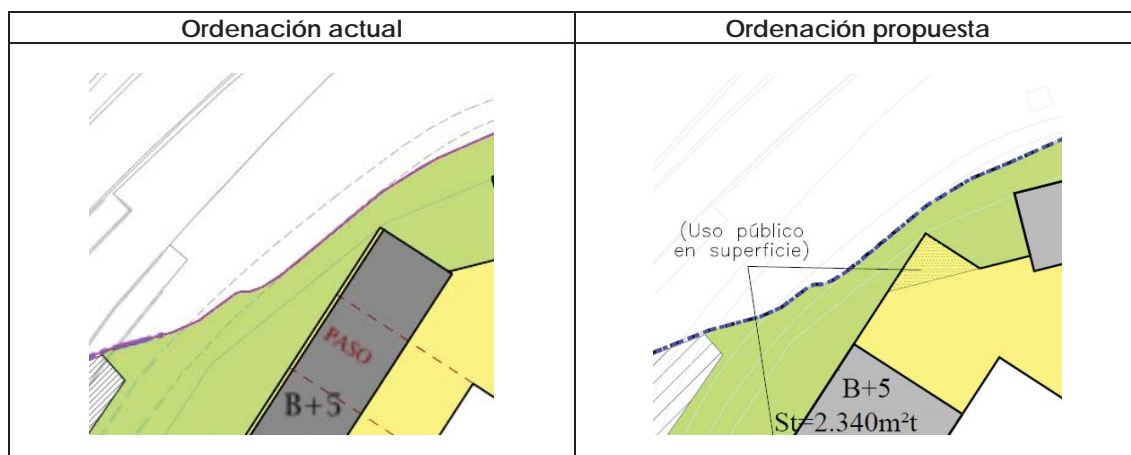 Ordenación actual
Ordenación propuesta
PASO
B+5
(Uso público
en superficie)
B+5
St=2.340m²t